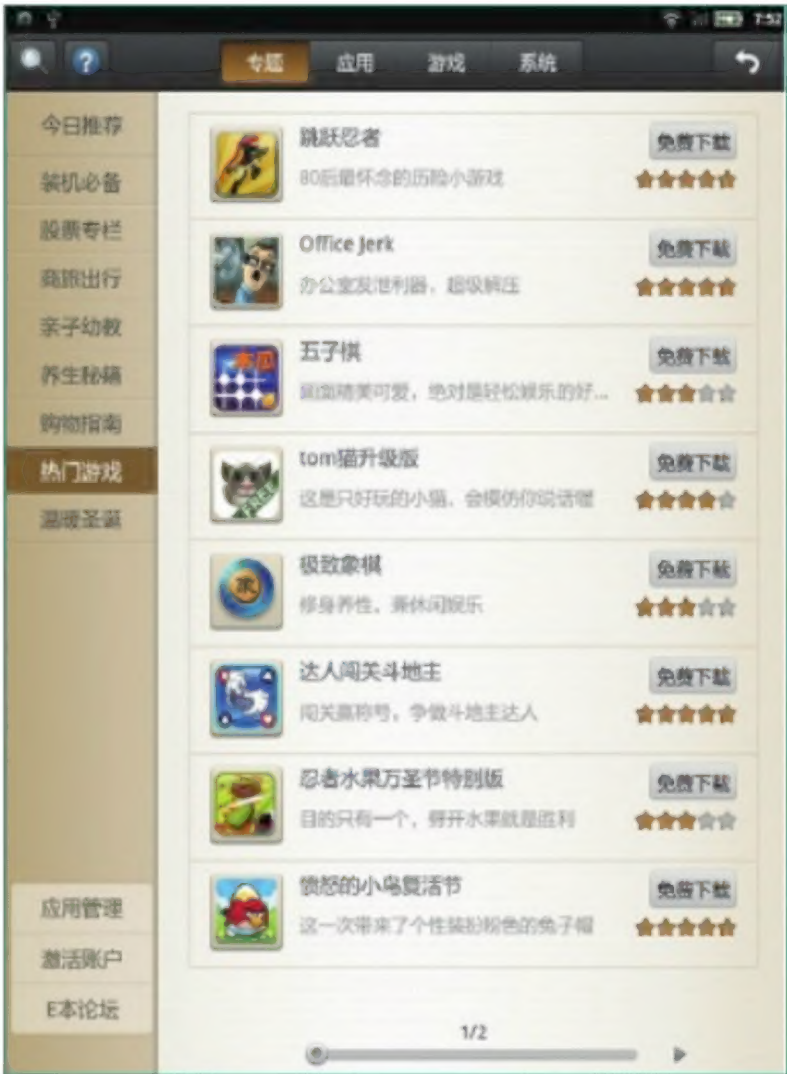 7:52
专题 应用 游戏 系统
今日推荐
装机必备
股票专栏
商旅出行
亲子幼教
养生秘籍
购物指南
热门游戏
温暖圣诞
应用管理
激活账户
E本论坛
跳跃忍者
免费下载
80后最怀念的历险小游戏
Office Jerk
免费下载
办公室发泄利器，超级解压
五子棋
免费下载
画面精美可爱，绝对是轻松娱乐的好...
tom猫升级版
免费下载
FREE
这是只好玩的小猫，会模仿你说话喔
极致象棋
免费下载
修身养性，兼休闲娱乐
达人闯关斗地主
免费下载
闯关赢称号，争做斗地主达人
忍者水果万圣节特别版
免费下载
目的只有一个，劈开水果就是胜利
愤怒的小鸟复活节
免费下载
这一次带来了个性装扮粉色的兔子帽
1/2